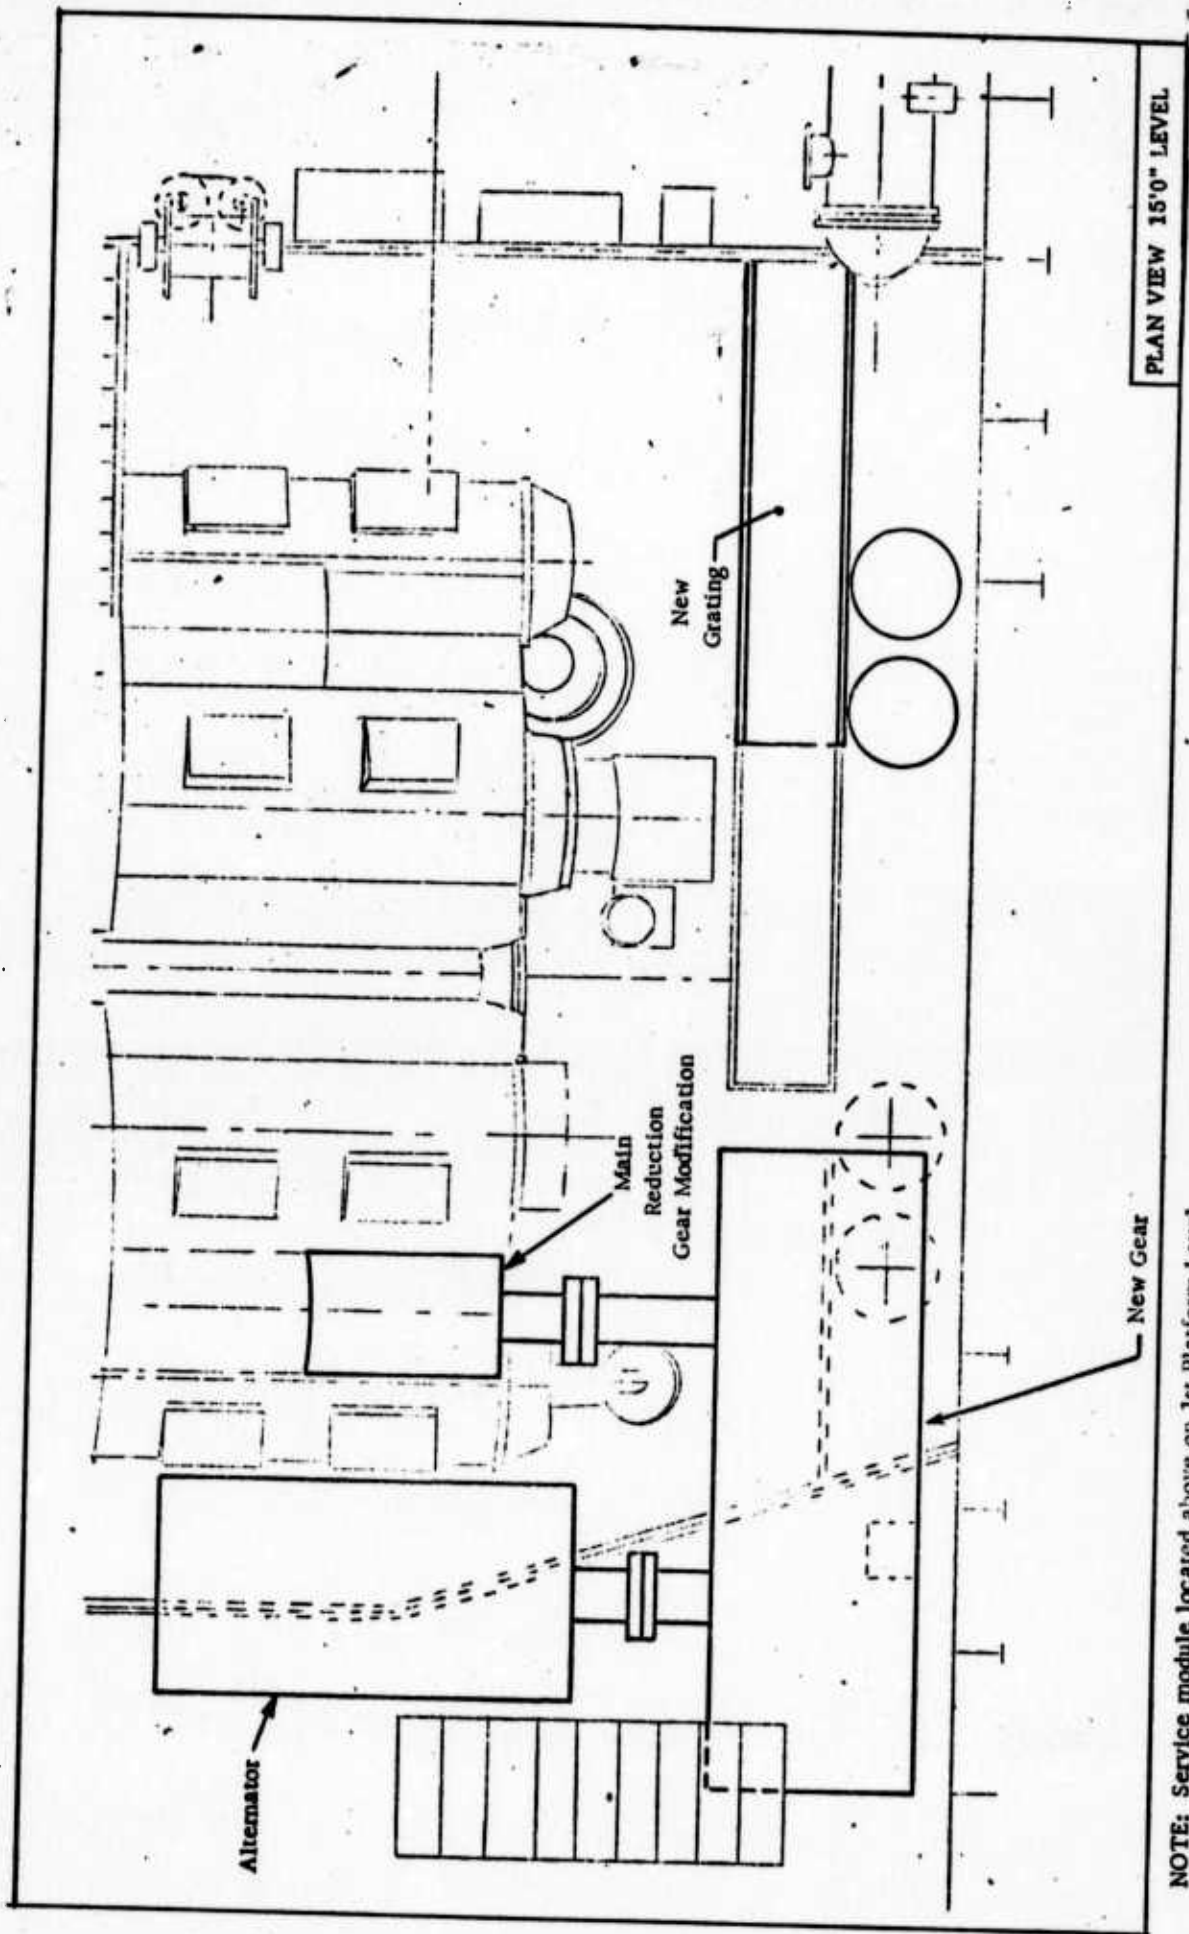 PLAN VIEW 15'0" LEVEL
New
Grating
Main
Reduction
Gear Modification
Alternator
New Gear
NOTE: Service module located above on 1st Platform Level